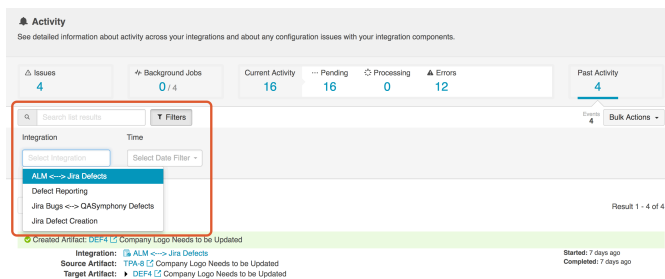 Activity
See detailed information about activity across your integrations and about any configuration issues with your integration components.
Issues Background Jobs Current Activity ··· Pending Processing Errors Past Activity
4 0 / 4 16 16 0 12 4
Search list results Filters Events 4 Bulk Actions
Integration Time
Select Integration Select Date Filter
ALM <---> Jira Defects
Defect Reporting
Jira Bugs <--> QASymphony Defects
Jira Defect Creation
Result 1 - 4 of 4
Created Artifact: DEF4 Company Logo Needs to be Updated
Integration: ALM <---> Jira Defects Started: 7 days ago
Source Artifact: TPA-8 Company Logo Needs to be Updated Completed: 7 days ago
Target Artifact: DEF4 Company Logo Needs to be Updated